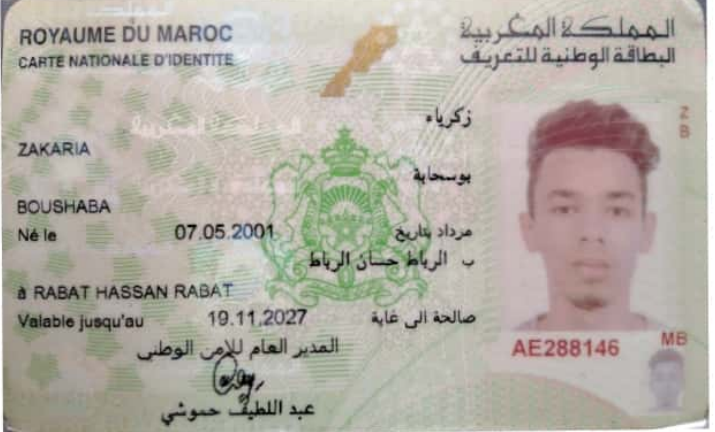 ROYAUME DU MAROC
المملكة المغربية
CARTE NATIONALE D'IDENTITE
البطاقة الوطنية للتعريف
زكرياء
ZAKARIA
بوسحابة
BOUSHABA
Né le 07.05.2001 مرداد بتاريخ
ب الرباط حسان الرباط
à RABAT HASSAN RABAT
Valable jusqu'au 19.11.2027 صالحة الى غاية
المدير العام للأمن الوطني
عبد اللطيف حموشي
Z
B
AE288146
MB